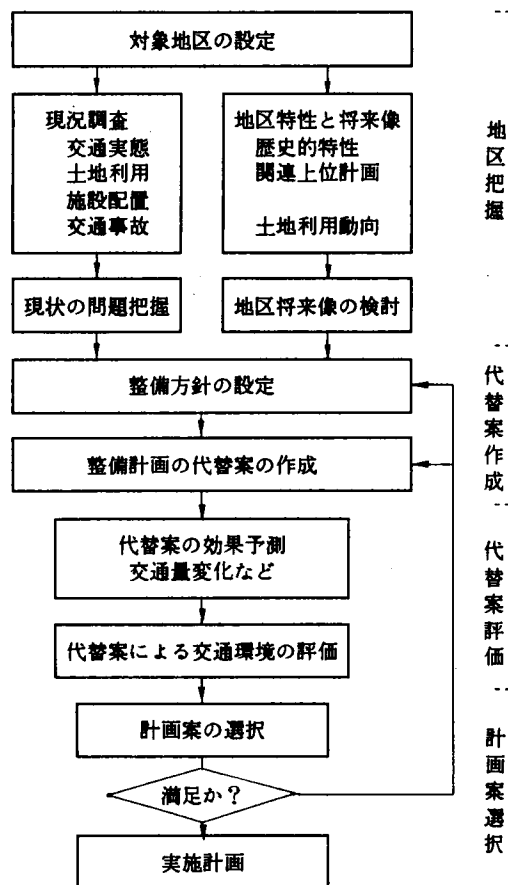 対象地区の設定
現況調査
交通実態
土地利用
施設配置
交通事故
地区特性と将来像
歴史的特性
関連上位計画
土地利用動向
現状の問題把握
地区将来像の検討
整備方針の設定
整備計画の代替案の作成
代替案の効果予測
交通量変化など
代替案による交通環境の評価
計画案の選択
満足か？
実施計画
地区把握
代替案作成
代替案評価
計画案選択